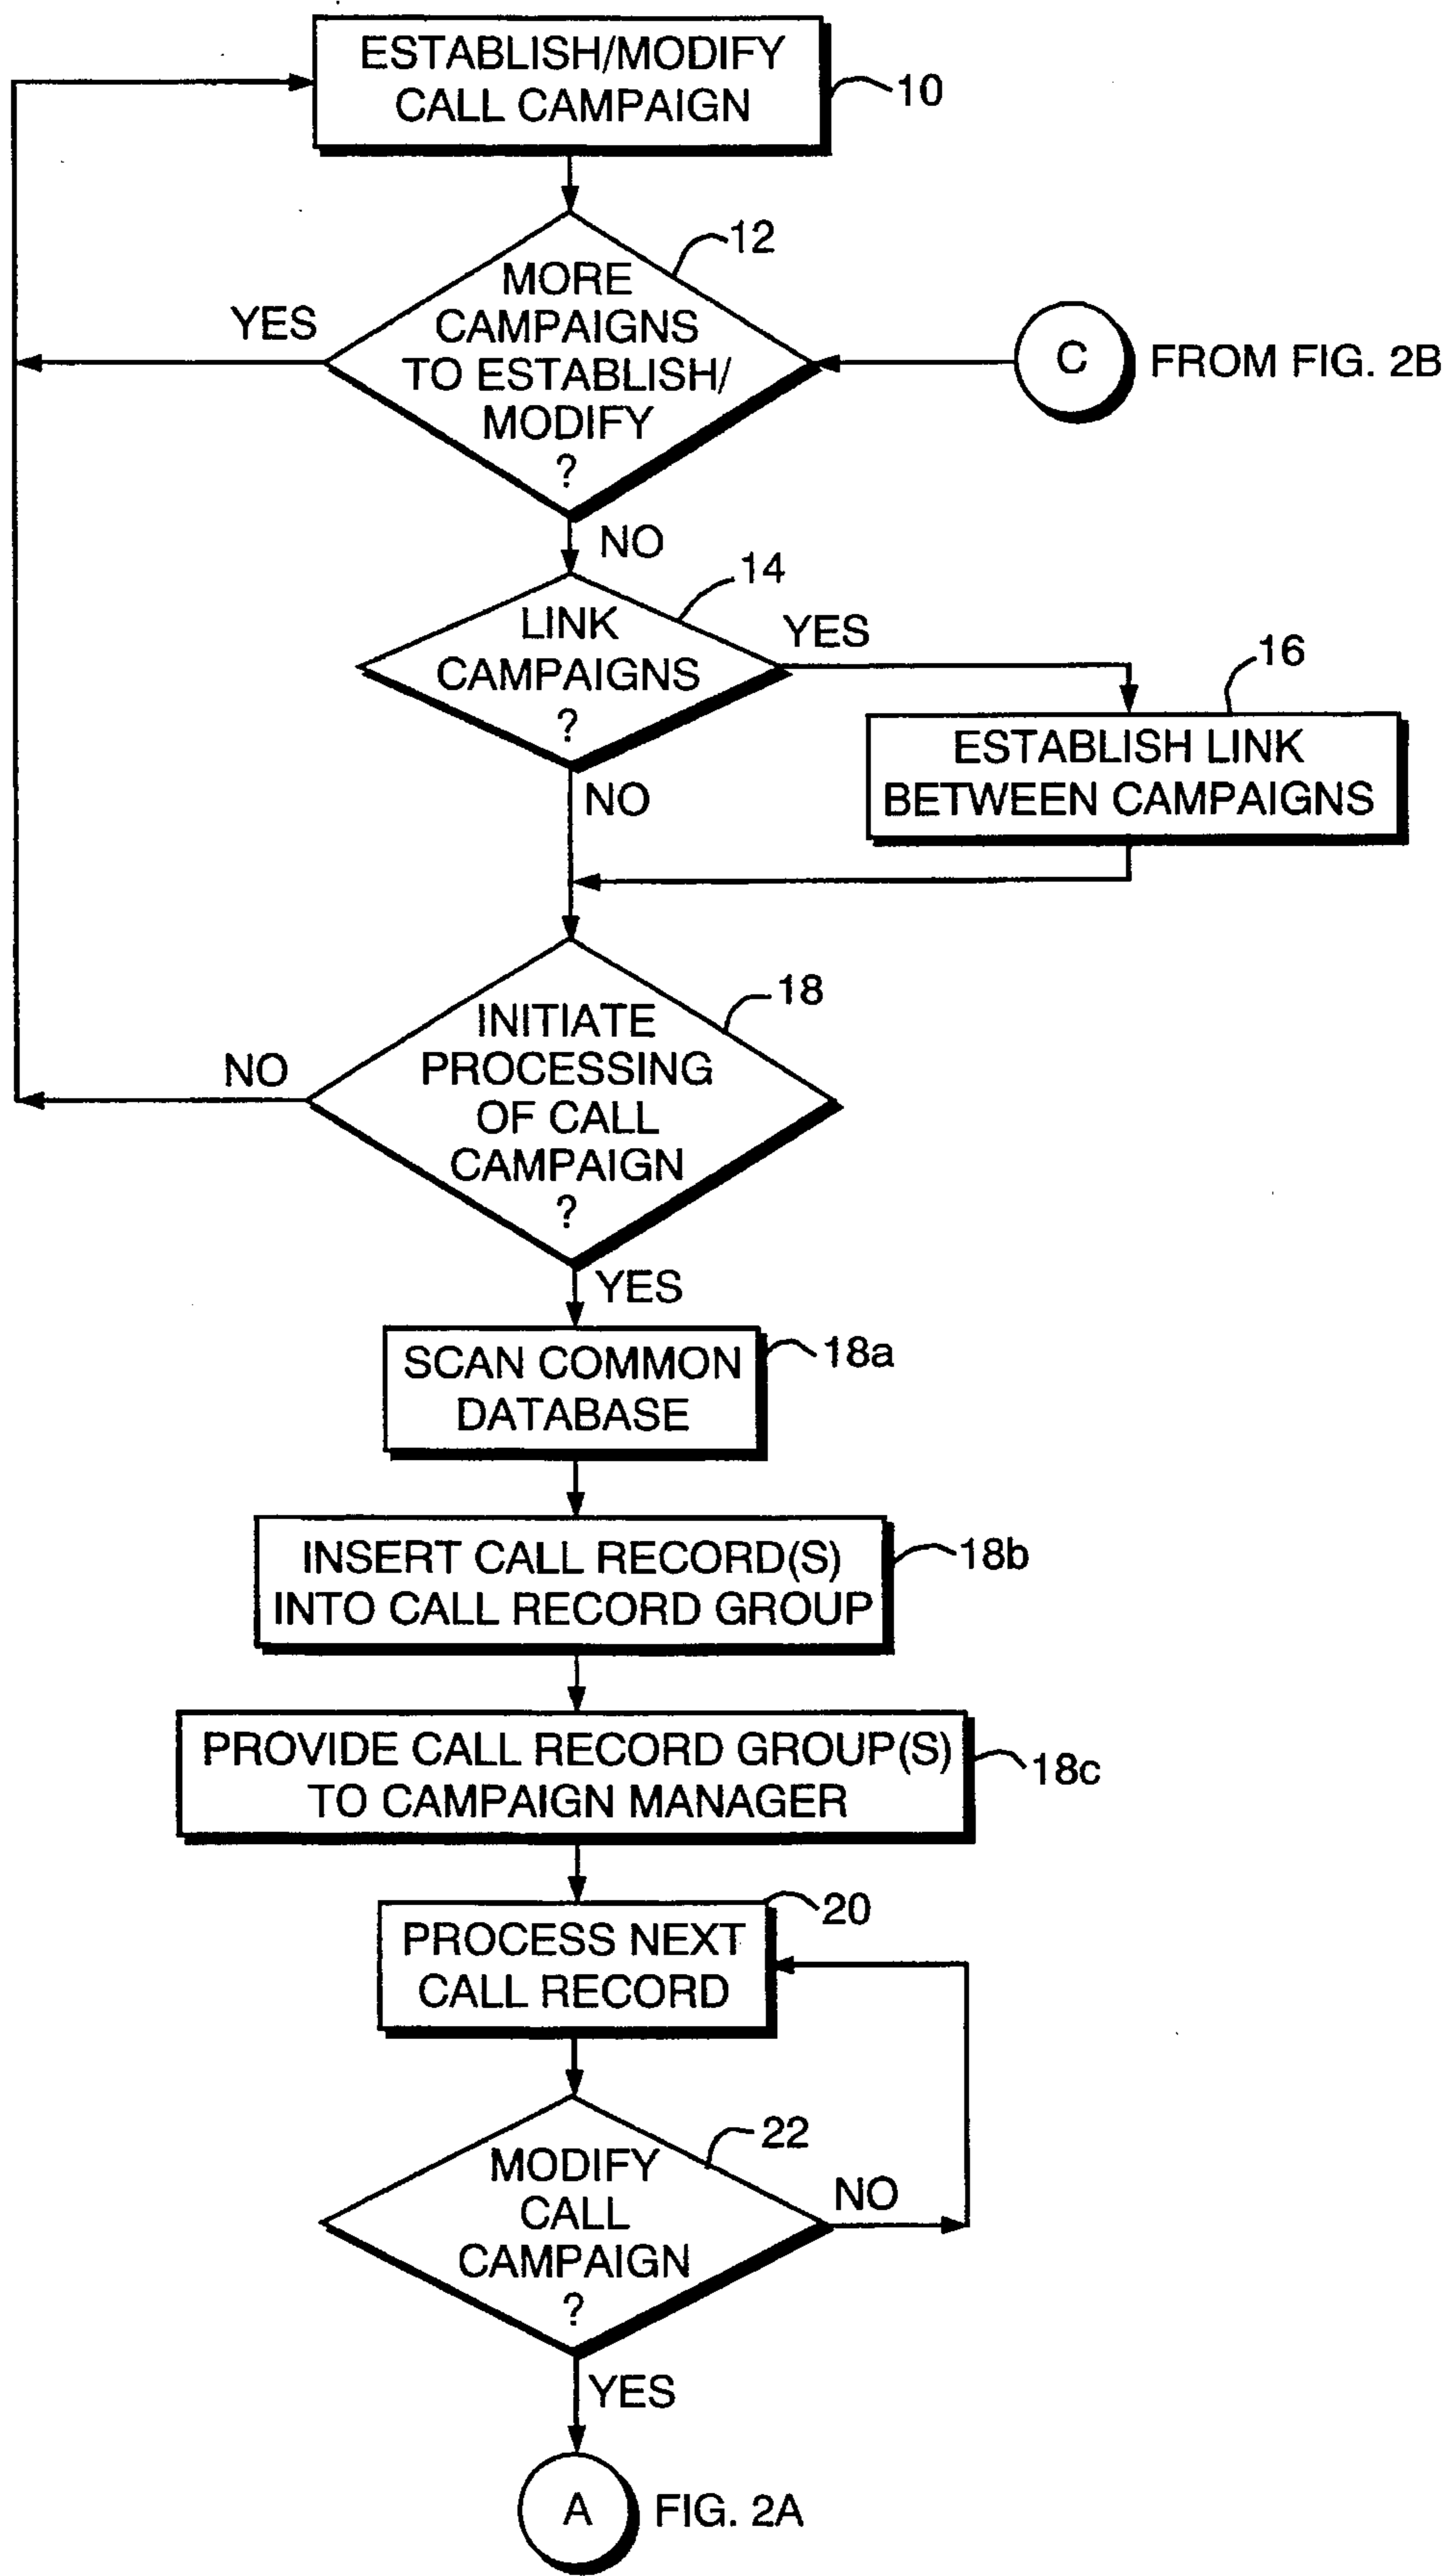 ESTABLISH/MODIFY
CALL CAMPAIGN
10
12
MORE
CAMPAIGNS
TO ESTABLISH/
MODIFY
?
YES
C
FROM FIG. 2B
NO
14
LINK
CAMPAIGNS
?
YES
16
ESTABLISH LINK
BETWEEN CAMPAIGNS
NO
18
INITIATE
PROCESSING
OF CALL
CAMPAIGN
?
NO
YES
SCAN COMMON
DATABASE
18a
INSERT CALL RECORD(S)
INTO CALL RECORD GROUP
18b
PROVIDE CALL RECORD GROUP(S)
TO CAMPAIGN MANAGER
18c
20
PROCESS NEXT
CALL RECORD
22
MODIFY
CALL
CAMPAIGN
?
NO
YES
A
FIG. 2A